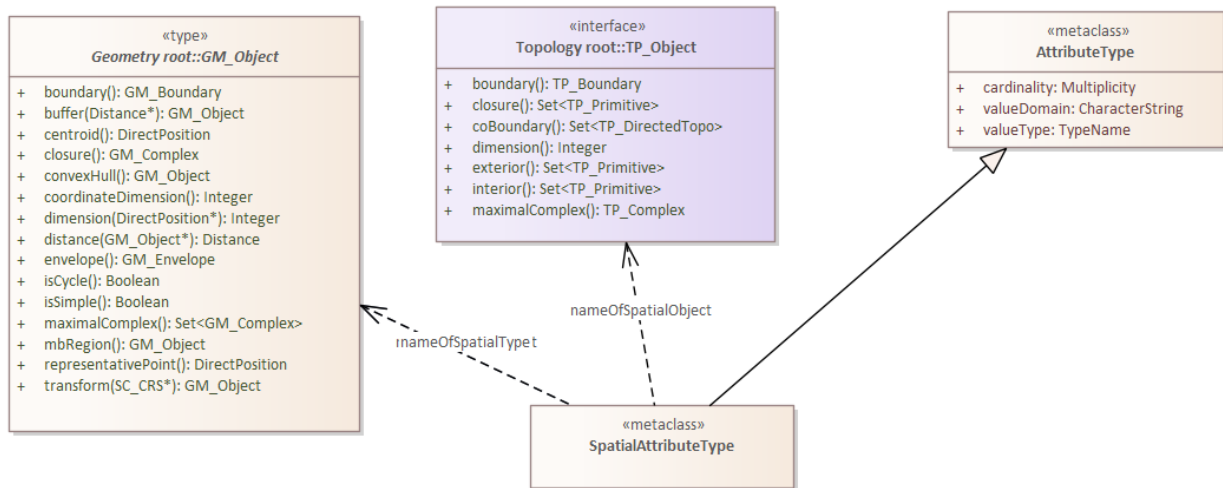 «type»
Geometry root::GM_Object
+ boundary(): GM_Boundary
+ buffer(Distance*): GM_Object
+ centroid(): DirectPosition
+ closure(): GM_Complex
+ convexHull(): GM_Object
+ coordinateDimension(): Integer
+ dimension(DirectPosition*): Integer
+ distance(GM_Object*): Distance
+ envelope(): GM_Envelope
+ isCycle(): Boolean
+ isSimple(): Boolean
+ maximalComplex(): Set<GM_Complex>
+ mbRegion(): GM_Object
+ representativePoint(): DirectPosition
+ transform(SC_CRS*): GM_Object
«interface»
Topology root::TP_Object
+ boundary(): TP_Boundary
+ closure(): Set<TP_Primitive>
+ coBoundary(): Set<TP_DirectedTopo>
+ dimension(): Integer
+ exterior(): Set<TP_Primitive>
+ interior(): Set<TP_Primitive>
+ maximalComplex(): TP_Complex
«metaclass»
AttributeType
+ cardinality: Multiplicity
+ valueDomain: CharacterString
+ valueType: TypeName
nameOfSpatialObject
nameOfSpatialType
«metaclass»
SpatialAttributeType